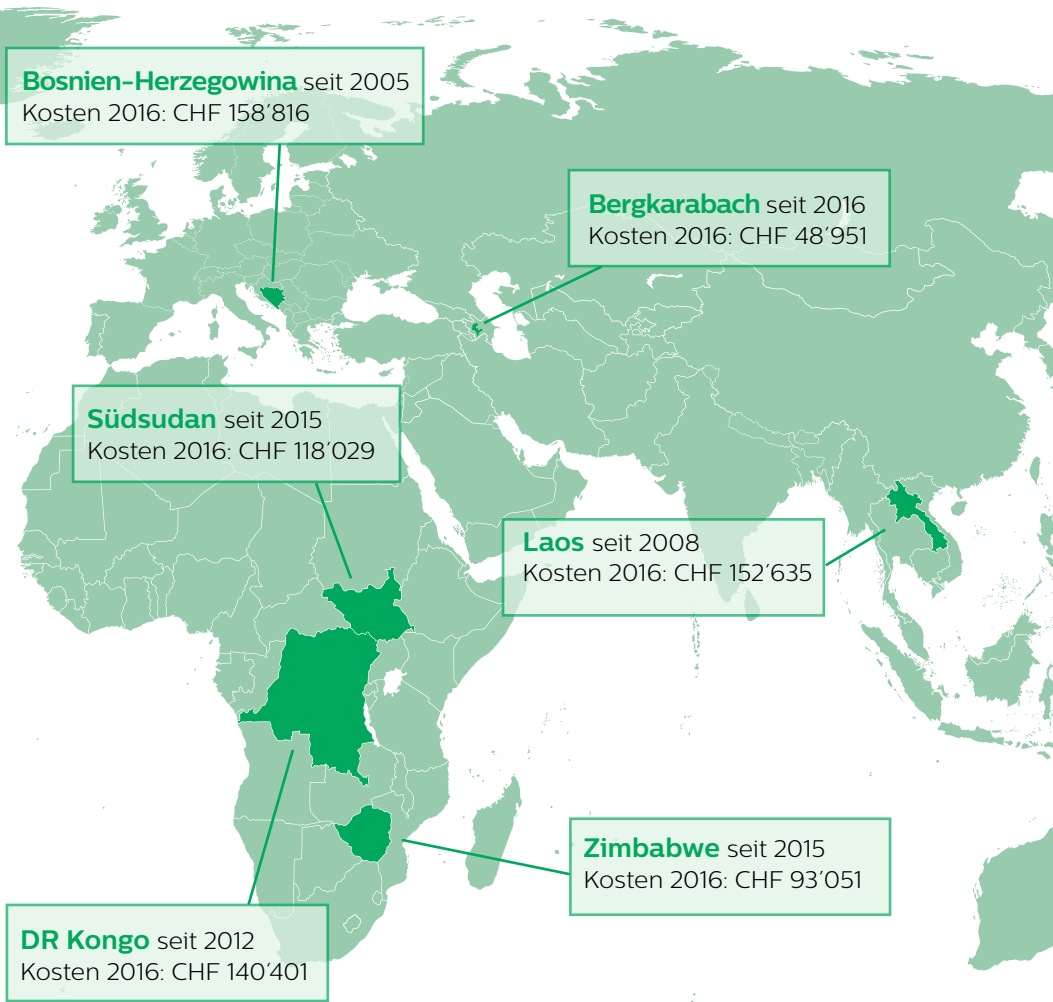 Bosnien-Herzegowina seit 2005
Kosten 2016: CHF 158′816
Bergkarabach seit 2016
Kosten 2016: CHF 48′951
Südsudan seit 2015
Kosten 2016: CHF 118′029
Laos seit 2008
Kosten 2016: CHF 152′635
Zimbabwe seit 2015
Kosten 2016: CHF 93′051
DR Kongo seit 2012
Kosten 2016: CHF 140′401